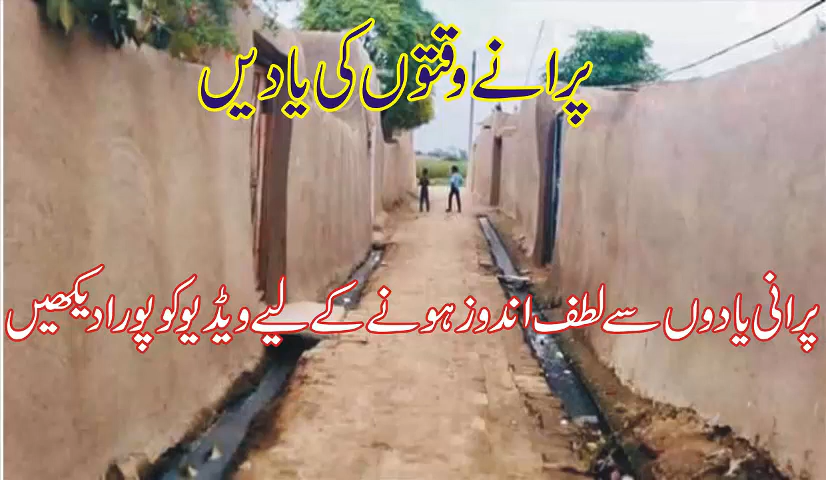 پرانے وقتوں کی یادیں
پرانی یادوں سے لطف اندوز ہونے کے لیے ویڈیو کو پورا دیکھیں